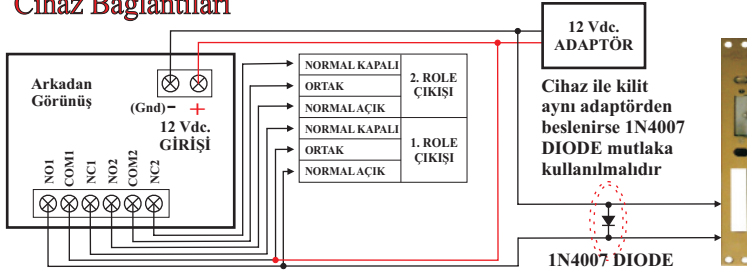 Cihaz Bağlantıları
Arkadan
Görünüş
(Gnd) - +
12 Vdc.
GİRİŞİ
NO1
COM1
NC1
NO2
COM2
NC2
NORMAL KAPALI
ORTAK
NORMAL AÇIK
2. ROLE
ÇIKIŞI
NORMAL KAPALI
ORTAK
NORMAL AÇIK
1. ROLE
ÇIKIŞI
12 Vdc.
ADAPTÖR
Cihaz ile kilit
aynı adaptörden
beslenirse 1N4007
DIODE mutlaka
kullanılmalıdır
1N4007 DIODE